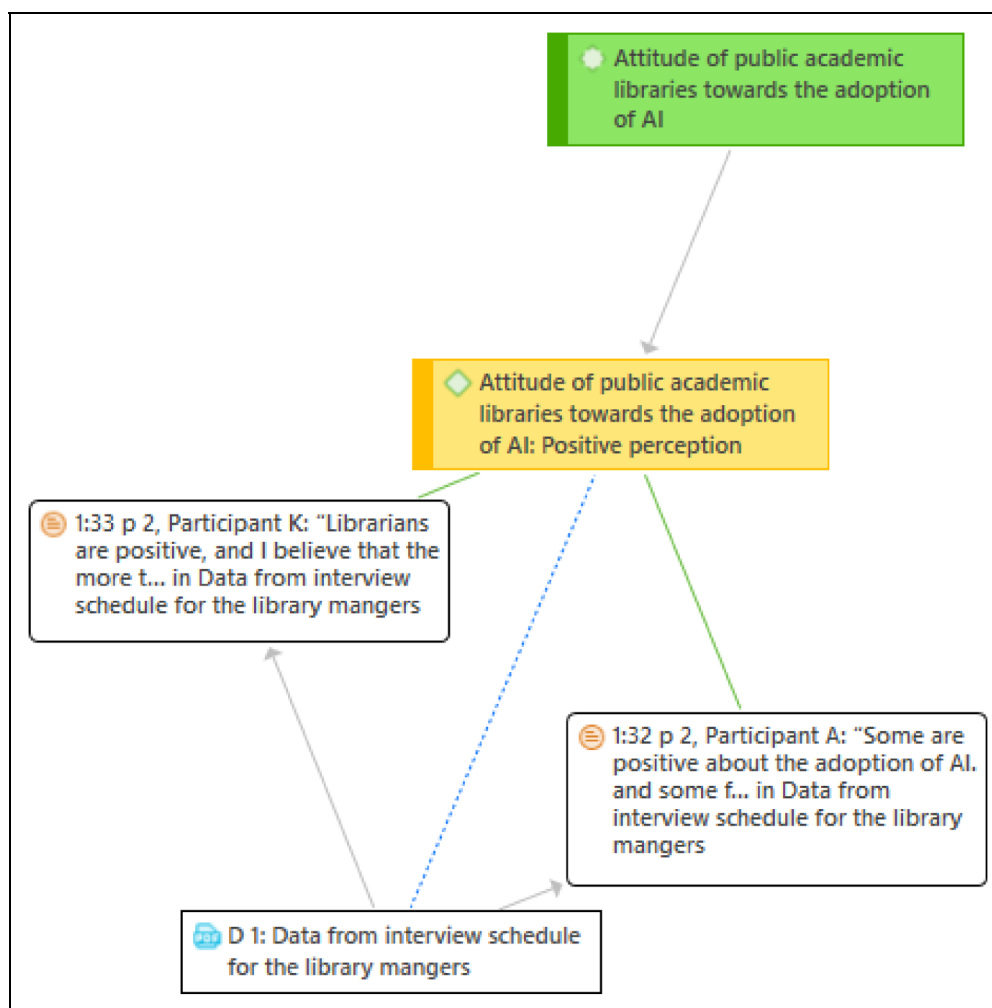 Attitude of public academic
libraries towards the adoption
of AI
Attitude of public academic
libraries towards the adoption
of AI: Positive perception
1:33 p 2, Participant K: “Librarians
are positive, and I believe that the
more t... in Data from interview
schedule for the library mangers
1:32 p 2, Participant A: “Some are
positive about the adoption of AI.
and some f... in Data from
interview schedule for the library
mangers
D 1: Data from interview schedule
for the library mangers